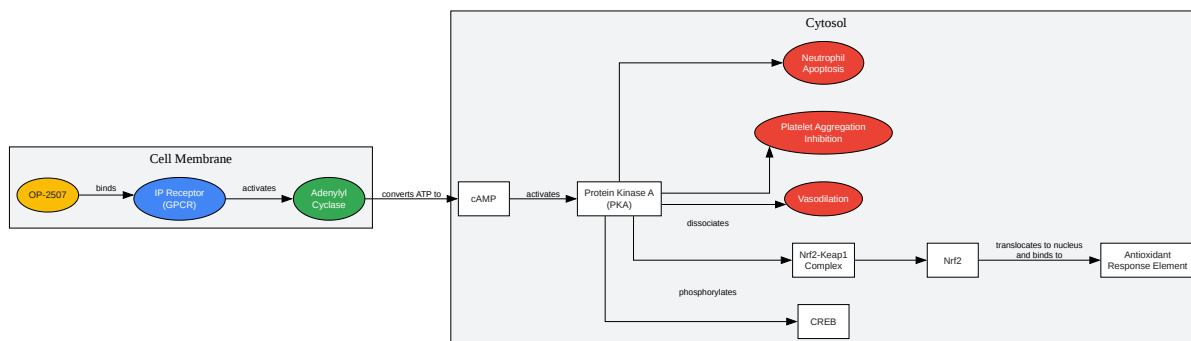 Cytosol
Neutrophil
Apoptosis
Platelet Aggregation
Inhibition
Cell Membrane
OP-2507
binds
IP Receptor
(GPCR)
activates
Adenylyl
Cyclase
converts ATP to
cAMP
activates
Protein Kinase A
(PKA)
Vasodilation
dissociates
Nrf2-Keap1
Complex
Nrf2
translocates to nucleus
and binds to
Antioxidant
Response Element
phosphorylates
CREB